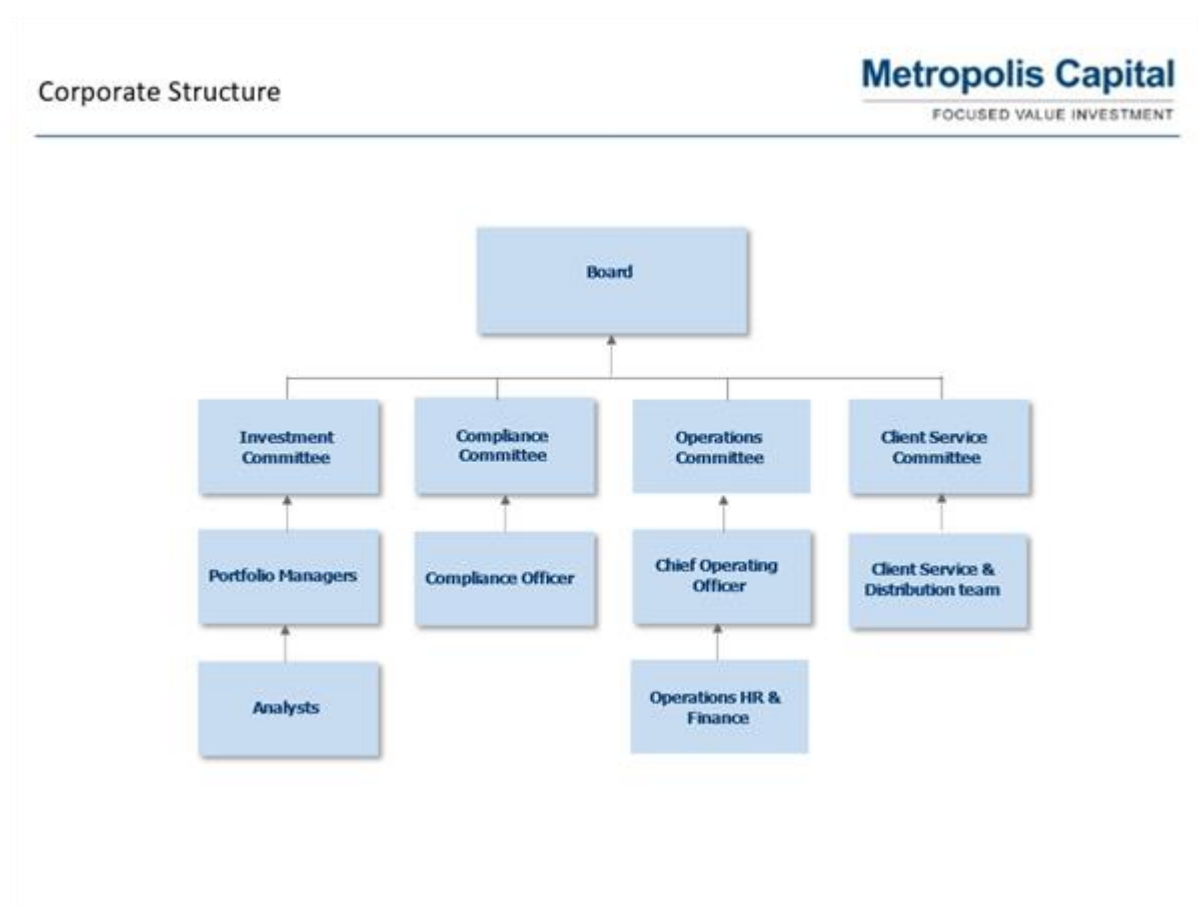 Corporate Structure
Metropolis Capital
FOCUSED VALUE INVESTMENT
Board
Investment
Committee
Compliance
Committee
Operations
Committee
Client Service
Committee
Portfolio Managers
Compliance Officer
Chief Operating
Officer
Client Service &
Distribution team
Analysts
Operations HR &
Finance